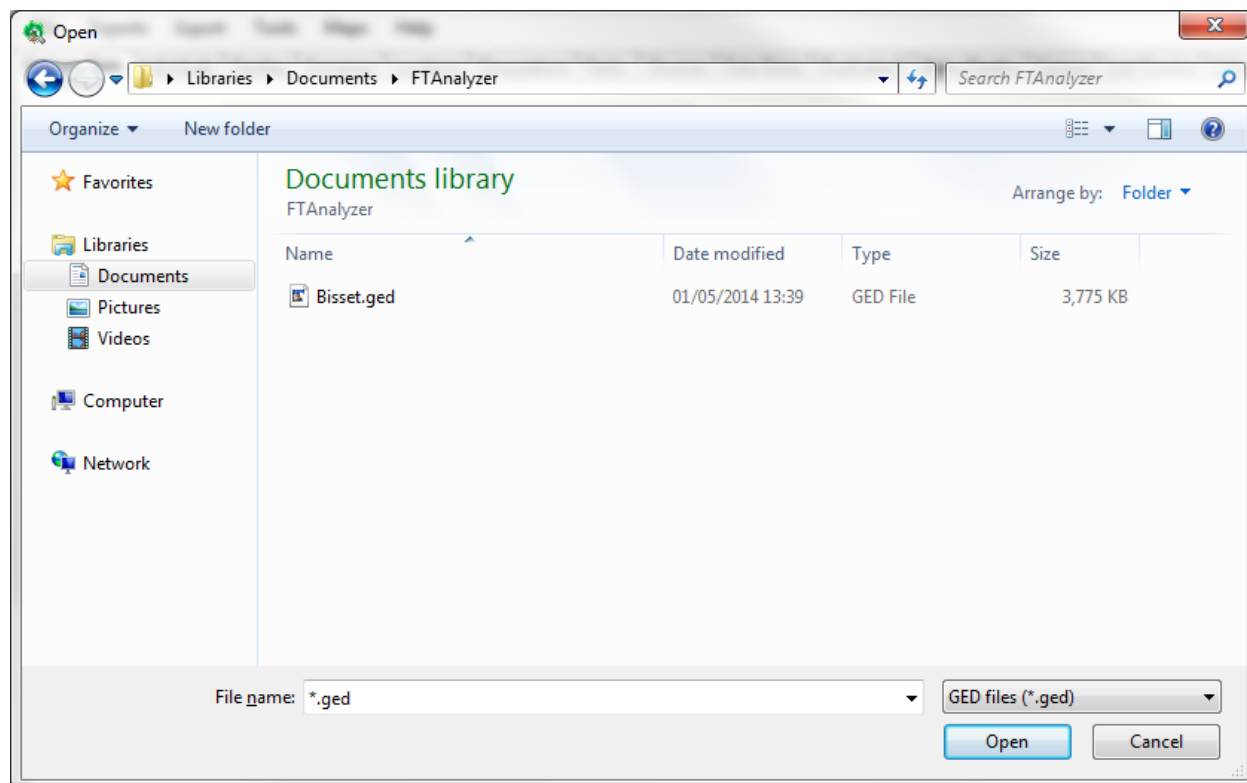 Open
Libraries Documents FTAnalyzer Search FTAnalyzer
Organize New folder
Favorites
Libraries
Documents
Pictures
Videos
Computer
Network
Documents library
FTAnalyzer
Arrange by: Folder
Name Date modified Type Size
Bisset.ged 01/05/2014 13:39 GED File 3,775 KB
File name: *.ged GED files (*.ged)
Open Cancel